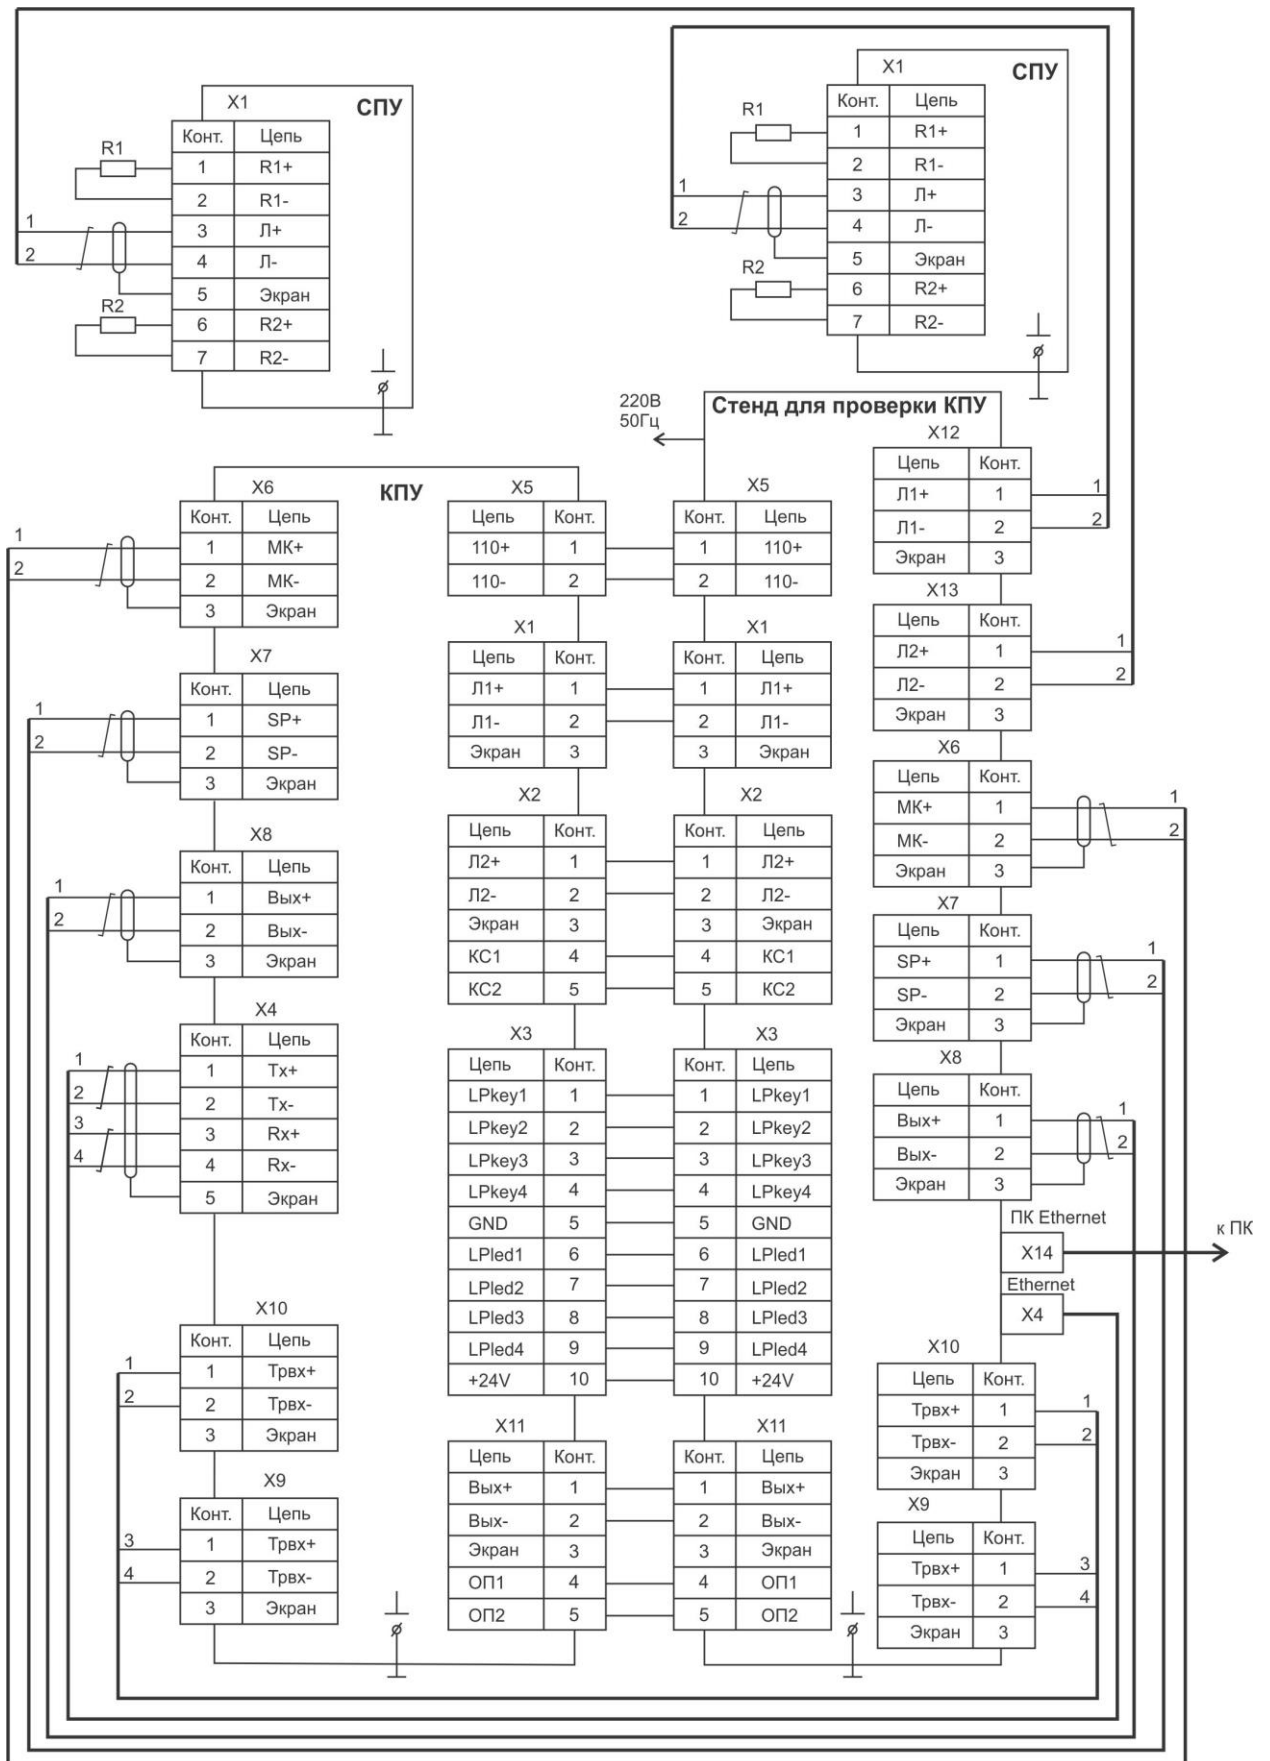 X1 СПУ
Конт. Цепь
R1
1 R1+
2 R1-
1
3 Л+
2
4 Л-
5 Экран
R2
6 R2+
7 R2-
X1 СПУ
Конт. Цепь
R1
1 R1+
2 R1-
1
3 Л+
2
4 Л-
5 Экран
R2
6 R2+
7 R2-
220В
50Гц
Стенд для проверки КПУ
КПУ
X6
Конт. Цепь
1
1 МК+
2
2 МК-
3 Экран
X7
Конт. Цепь
1
1 SP+
2
2 SP-
3 Экран
X8
Конт. Цепь
1
1 Вых+
2
2 Вых-
3 Экран
X4
Конт. Цепь
1
1 Tx+
2
2 Tx-
3
3 Rx+
4
4 Rx-
5 Экран
X10
Конт. Цепь
1
1 Трвх+
2
2 Трвх-
3 Экран
X9
Конт. Цепь
3
1 Трвх+
4
2 Трвх-
3 Экран
X5
Цепь Конт.
110+ 1
110- 2
X1
Цепь Конт.
Л1+ 1
Л1- 2
Экран 3
X2
Цепь Конт.
Л2+ 1
Л2- 2
Экран 3
КС1 4
КС2 5
X3
Цепь Конт.
LPkey1 1
LPkey2 2
LPkey3 3
LPkey4 4
GND 5
LPled1 6
LPled2 7
LPled3 8
LPled4 9
+24V 10
X11
Цепь Конт.
Вых+ 1
Вых- 2
Экран 3
ОП1 4
ОП2 5
X5
Конт. Цепь
1 110+
2 110-
X1
Конт. Цепь
1 Л1+
2 Л1-
3 Экран
X2
Конт. Цепь
1 Л2+
2 Л2-
3 Экран
4 КС1
5 КС2
X3
Конт. Цепь
1 LPkey1
2 LPkey2
3 LPkey3
4 LPkey4
5 GND
6 LPled1
7 LPled2
8 LPled3
9 LPled4
10 +24V
X11
Конт. Цепь
1 Вых+
2 Вых-
3 Экран
4 ОП1
5 ОП2
X12
Цепь Конт.
Л1+ 1
1
Л1- 2
2
Экран 3
X13
Цепь Конт.
Л2+ 1
1
Л2- 2
2
Экран 3
X6
Цепь Конт.
МК+ 1
1
МК- 2
2
Экран 3
X7
Цепь Конт.
SP+ 1
1
SP- 2
2
Экран 3
X8
Цепь Конт.
Вых+ 1
1
Вых- 2
2
Экран 3
ПК Ethernet
X14
к ПК
Ethernet
X4
X10
Цепь Конт.
Трвх+ 1
1
Трвх- 2
2
Экран 3
X9
Цепь Конт.
Трвх+ 1
3
Трвх- 2
4
Экран 3